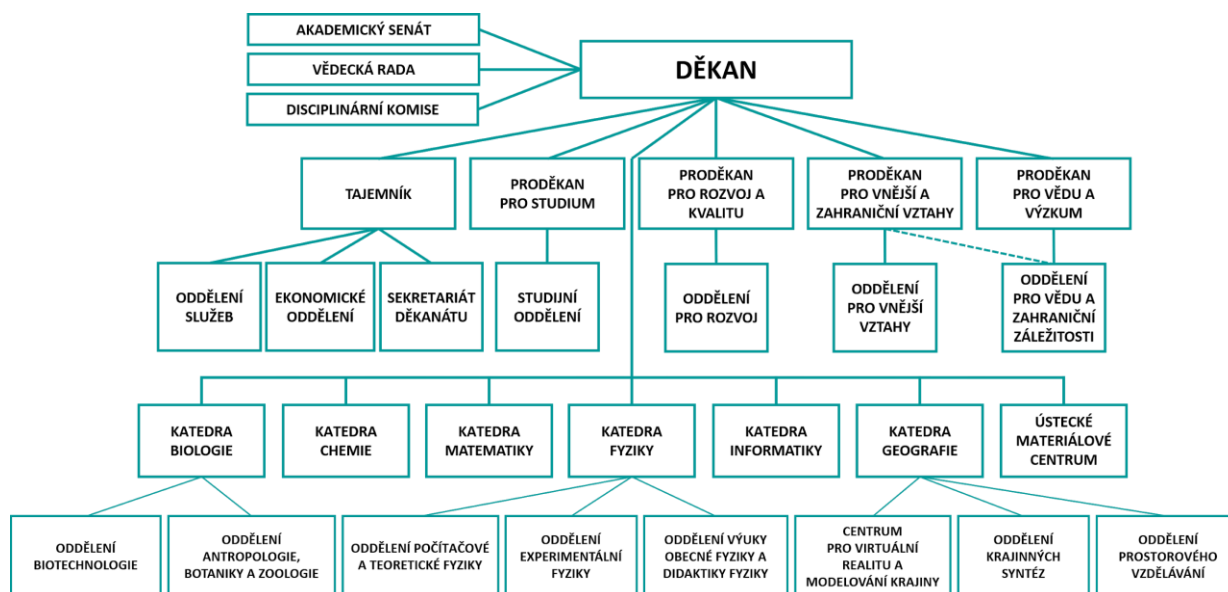 AKADEMICKÝ SENÁT
VĚDECKÁ RADA
DISCIPLINÁRNÍ KOMISE
DĚKAN
TAJEMNÍK
PRODĚKAN
PRO STUDIUM
PRODĚKAN
PRO ROZVOJ A
KVALITU
PRODĚKAN
PRO VNĚJŠÍ A
ZAHRANIČNÍ VZTAHY
PRODĚKAN
PRO VĚDU A
VÝZKUM
ODDĚLENÍ
SLUŽEB
EKONOMICKÉ
ODDĚLENÍ
SEKRETARIÁT
DĚKANÁTU
STUDIJNÍ
ODDĚLENÍ
ODDĚLENÍ
PRO ROZVOJ
ODDĚLENÍ
PRO VNĚJŠÍ
VZTAHY
ODDĚLENÍ
PRO VĚDU A
ZAHRANIČNÍ
ZÁLEŽITOSTI
KATEDRA
BIOLOGIE
KATEDRA
CHEMIE
KATEDRA
MATEMATIKY
KATEDRA
FYZIKY
KATEDRA
INFORMATIKY
KATEDRA
GEOGRAFIE
ÚSTECKÉ
MATERIÁLOVÉ
CENTRUM
ODDĚLENÍ
BIOTECHNOLOGIE
ODDĚLENÍ
ANTROPOLOGIE,
BOTANIKY A ZOOLOGIE
ODDĚLENÍ POČÍTAČOVÉ
A TEORETICKÉ FYZIKY
ODDĚLENÍ
EXPERIMENTÁLNÍ
FYZIKY
ODDĚLENÍ VÝUKY
OBECNÉ FYZIKY A
DIDAKTIKY FYZIKY
CENTRUM
PRO VIRTUÁLNÍ
REALITU A
MODELOVÁNÍ KRAJINY
ODDĚLENÍ
KRAJINNÝCH
SYNTÉZ
ODDĚLENÍ
PROSTOROVÉHO
VZDĚLÁVÁNÍ